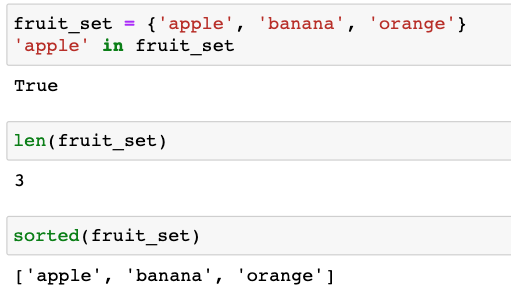 fruit_set = {'apple', 'banana', 'orange'}
'apple' in fruit_set
True
len(fruit_set)
3
sorted(fruit_set)
['apple', 'banana', 'orange']